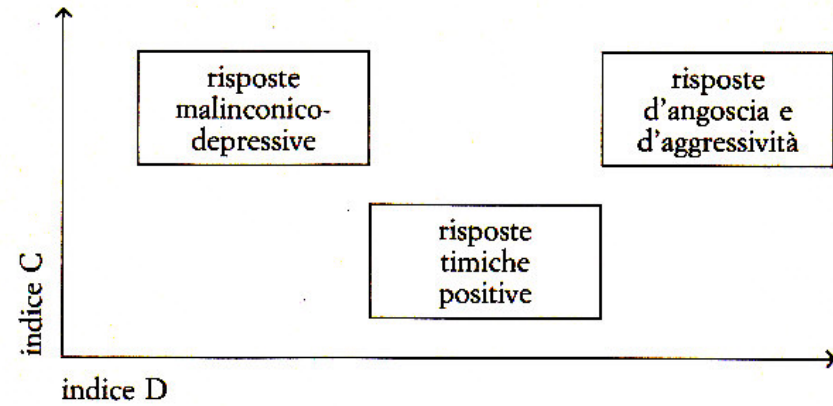 risposte
malinconico-
depressive
risposte
d'angoscia e
d'aggressività
risposte
timiche
positive
indice C
indice D